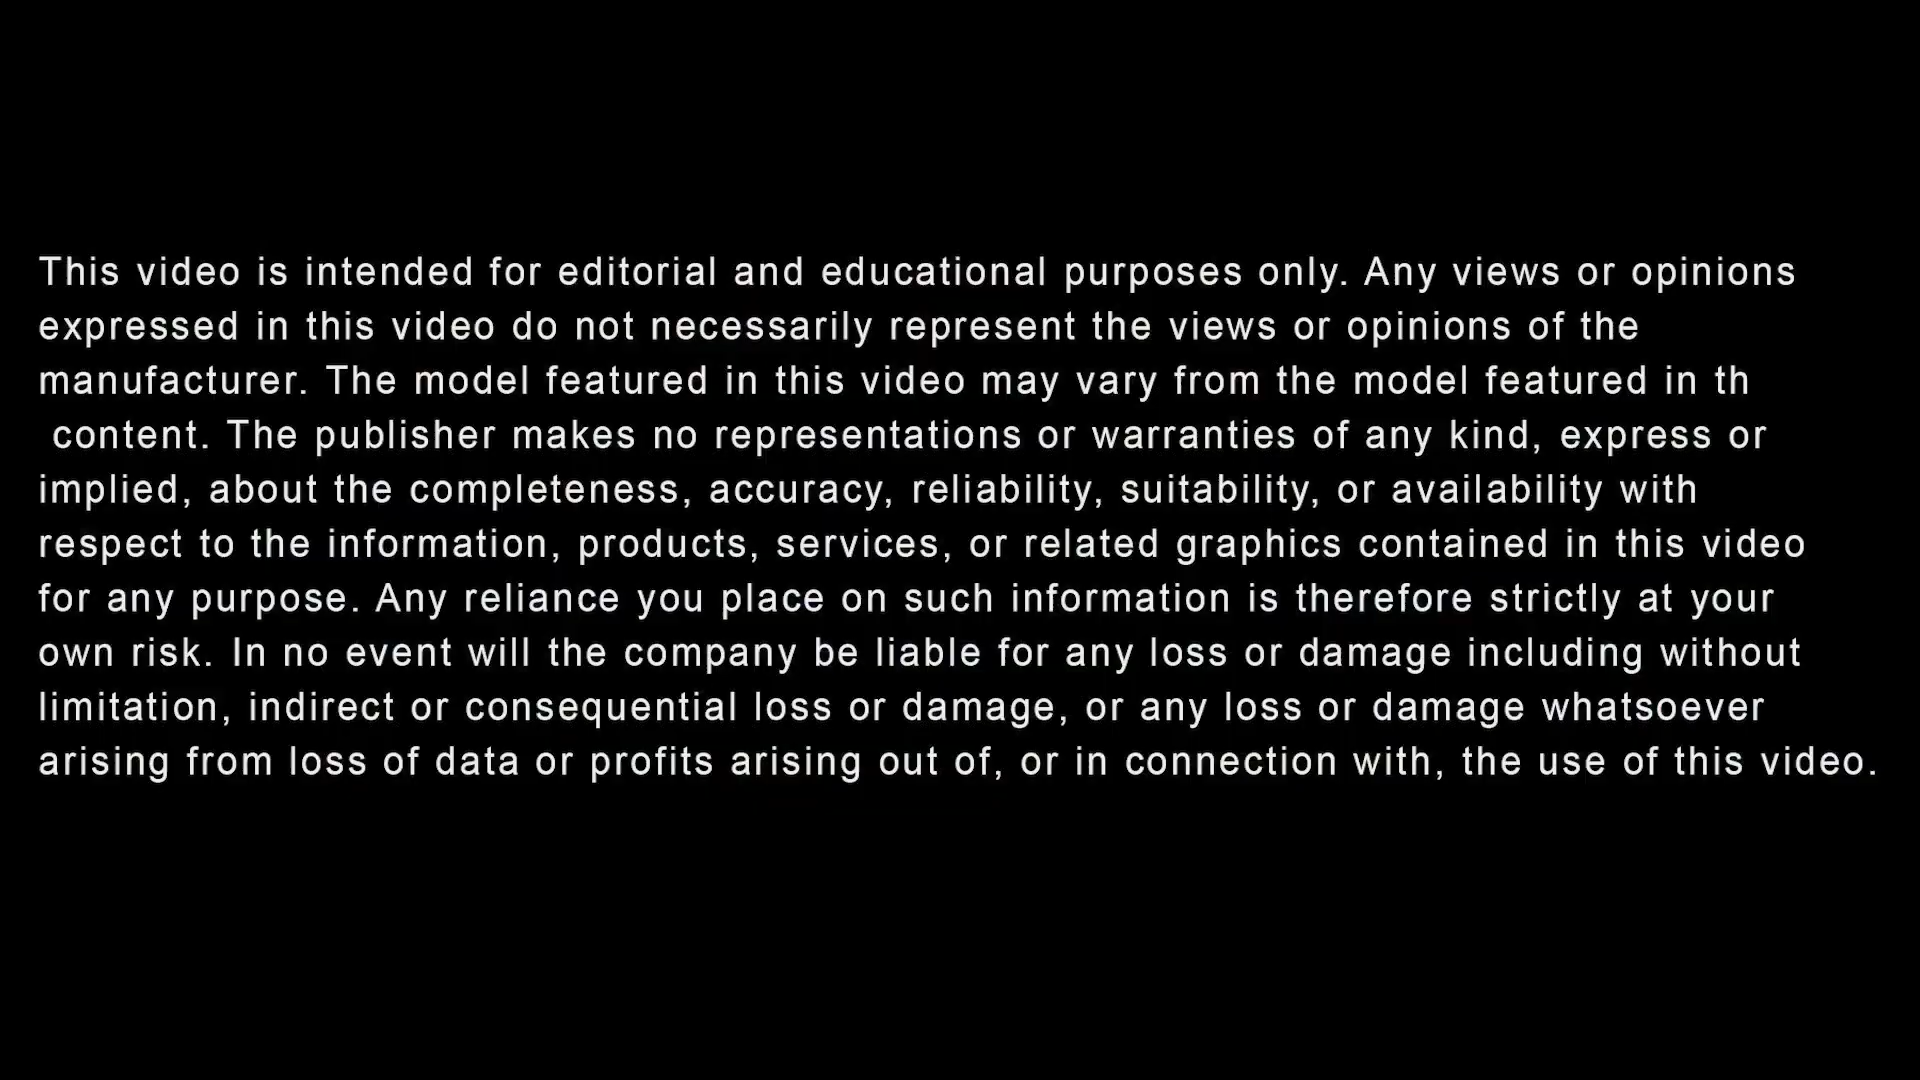 This video is intended for editorial and educational purposes only. Any views or opinions
expressed in this video do not necessarily represent the views or opinions of the
manufacturer. The model featured in this video may vary from the model featured in th
content. The publisher makes no representations or warranties of any kind, express or
implied, about the completeness, accuracy, reliability, suitability, or availability with
respect to the information, products, services, or related graphics contained in this video
for any purpose. Any reliance you place on such information is therefore strictly at your
own risk. In no event will the company be liable for any loss or damage including without
limitation, indirect or consequential loss or damage, or any loss or damage whatsoever
arising from loss of data or profits arising out of, or in connection with, the use of this video.